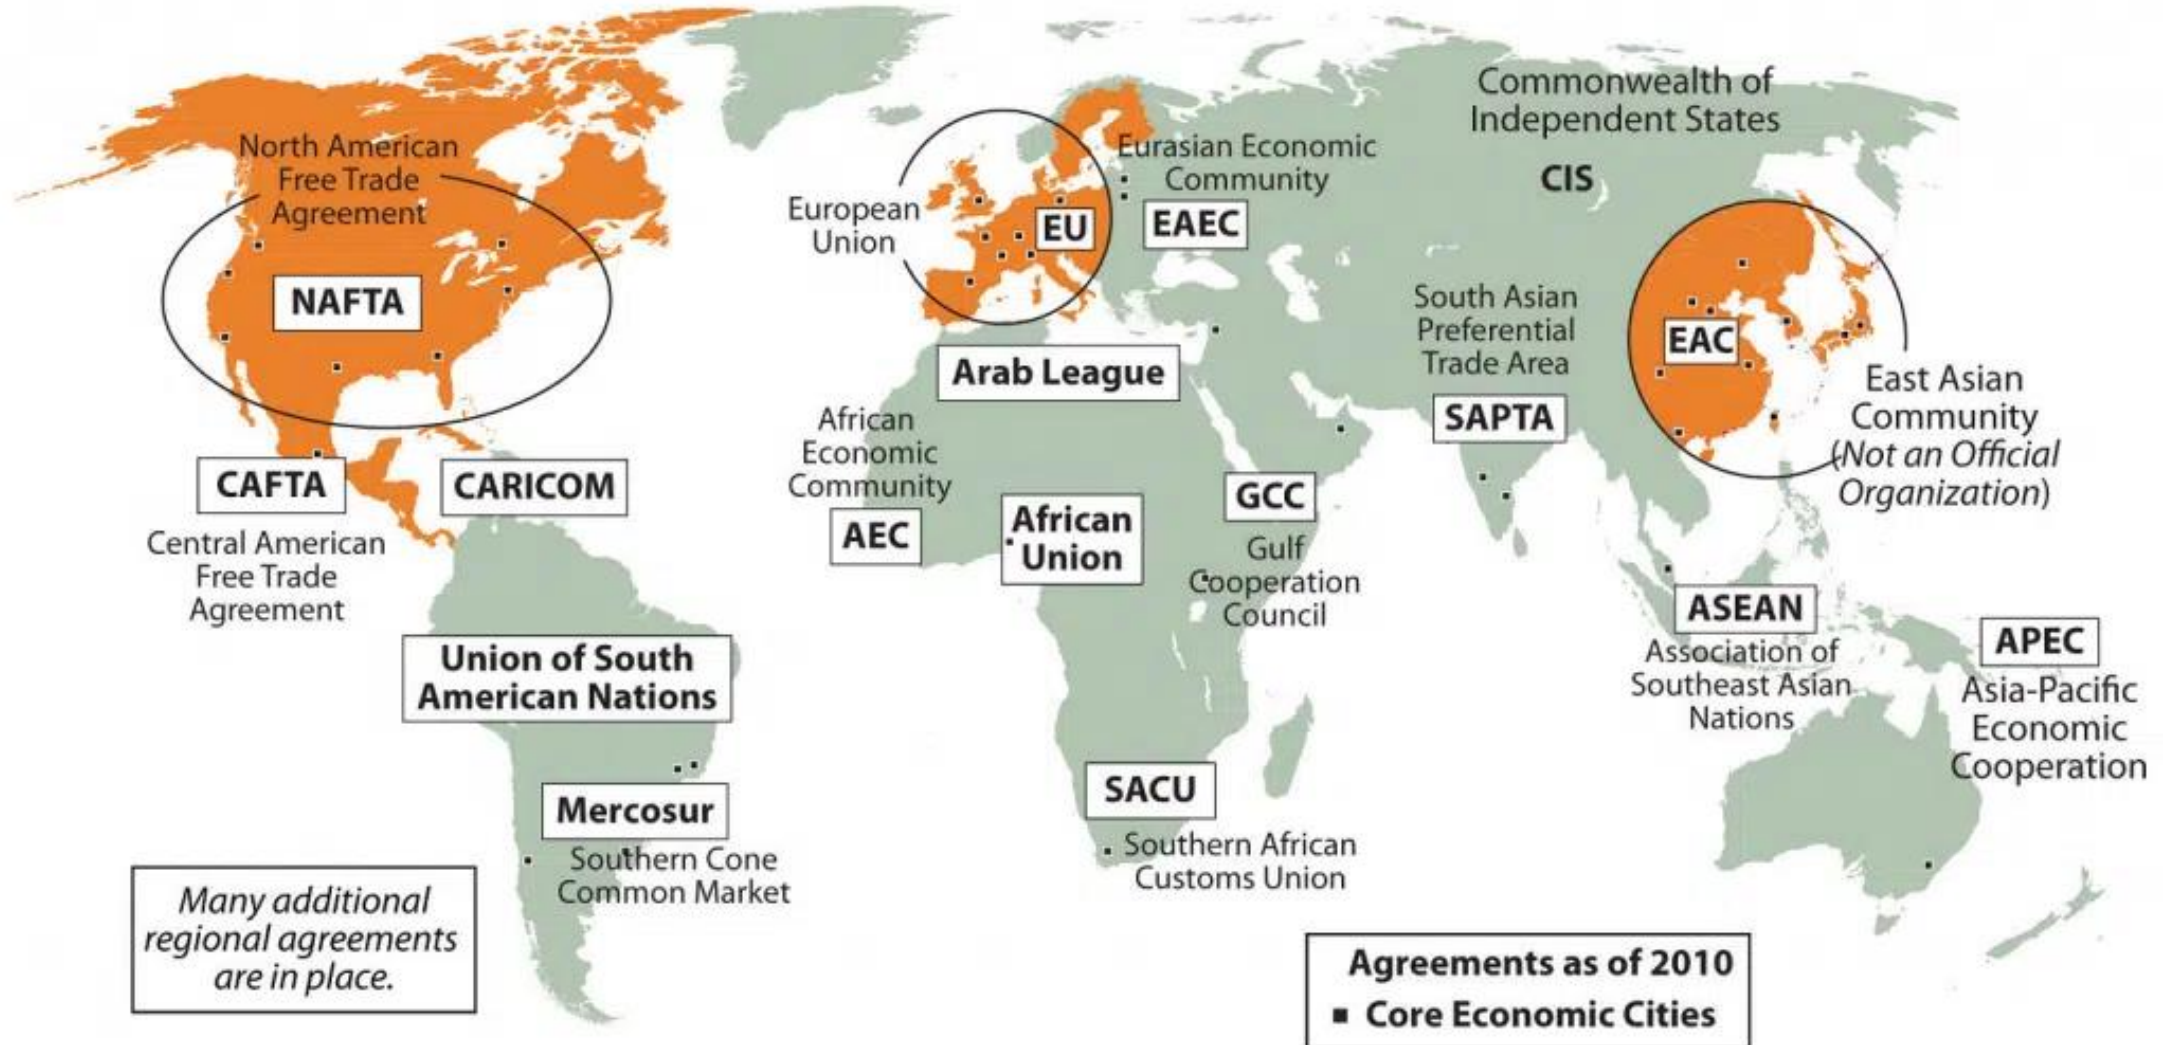 North American
Free Trade
Agreement
NAFTA
CAFTA
Central American
Free Trade
Agreement
CARICOM
Union of South
American Nations
Mercosur
Southern Cone
Common Market
Many additional
regional agreements
are in place.
European
Union
EU
Eurasian Economic
Community
EAEC
Commonwealth of
Independent States
CIS
Arab League
African
Economic
Community
AEC
African
Union
GCC
Gulf
Cooperation
Council
SACU
Southern African
Customs Union
South Asian
Preferential
Trade Area
SAPTA
EAC
East Asian
Community
(Not an Official
Organization)
ASEAN
Association of
Southeast Asian
Nations
APEC
Asia-Pacific
Economic
Cooperation
Agreements as of 2010
Core Economic Cities